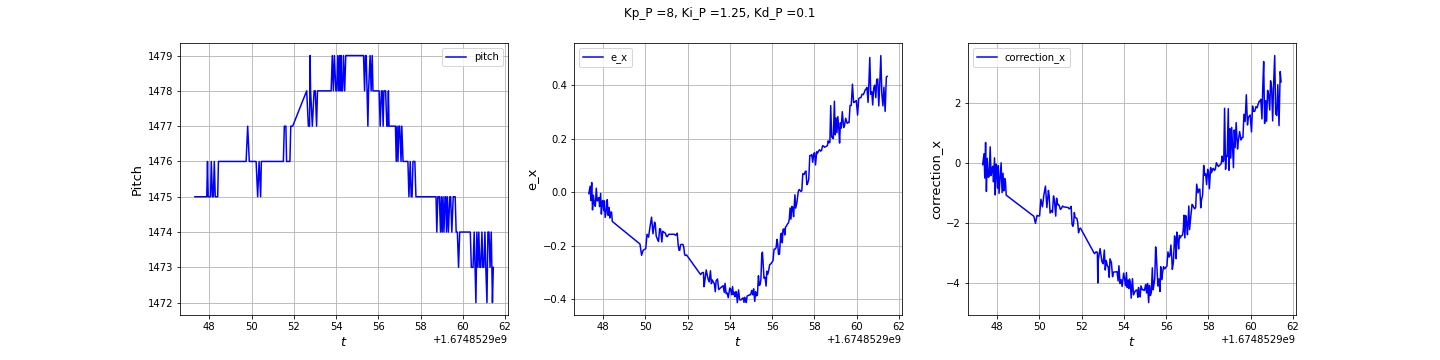 Kp_P =8, Ki_P =1.25, Kd_P =0.1
1479
1478
1477
1476
1475
1474
1473
1472
Pitch
pitch
48 50 52 54 56 58 60 62
t
+1.6748529e9
0.4
0.2
0.0
−0.2
−0.4
e_x
e_x
48 50 52 54 56 58 60 62
t
+1.6748529e9
2
0
−2
−4
correction_x
correction_x
48 50 52 54 56 58 60 62
t
+1.6748529e9